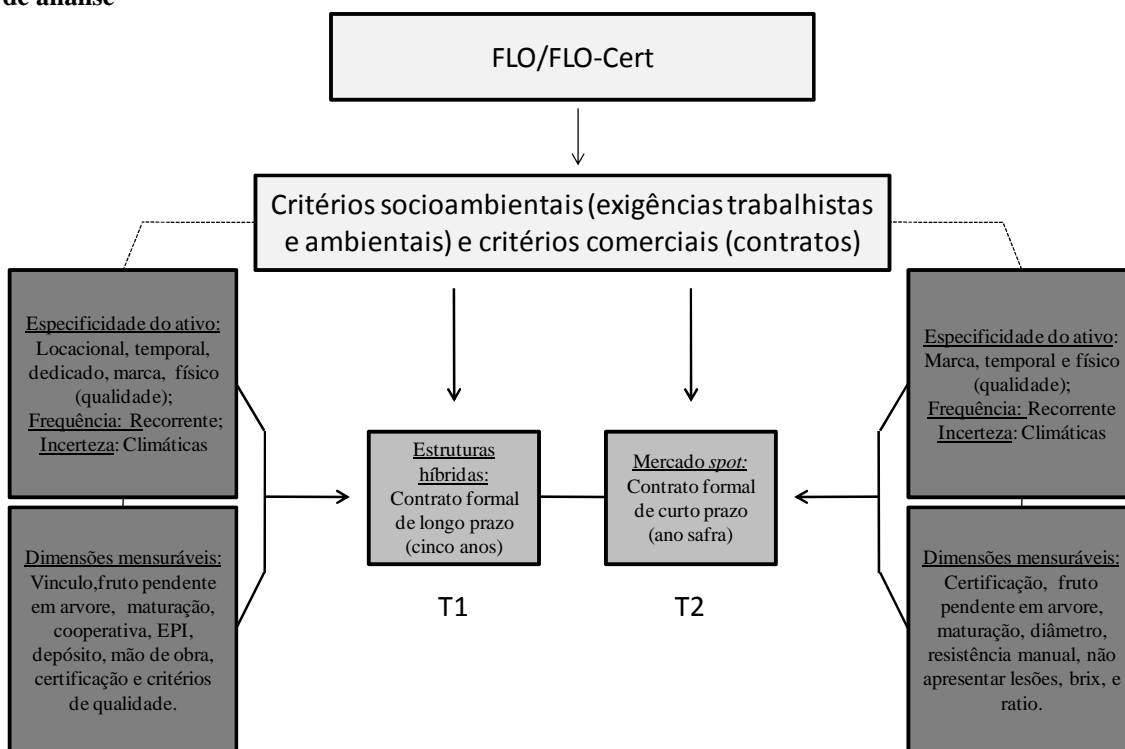 de análise
FLO/FLO-Cert
Critérios socioambientais (exigências trabalhistas
e ambientais) e critérios comerciais (contratos)
Especificidade do ativo:
Locacional, temporal,
dedicado, marca, físico
(qualidade);
Frequência: Recorrente;
Incerteza: Climáticas
Dimensões mensuráveis:
Vinculo,fruto pendente
em arvore, maturação,
cooperativa, EPI,
depósito, mão de obra,
certificação e critérios
de qualidade.
Estruturas
híbridas:
Contrato formal
de longo prazo
(cinco anos)
T1
Mercado spot:
Contrato formal
de curto prazo
(ano safra)
T2
Especificidade do ativo:
Marca, temporal e físico
(qualidade);
Frequência: Recorrente
Incerteza: Climáticas
Dimensões mensuráveis:
Certificação, fruto
pendente em arvore,
maturação, diâmetro,
resistência manual, não
apresentar lesões, brix, e
ratio.